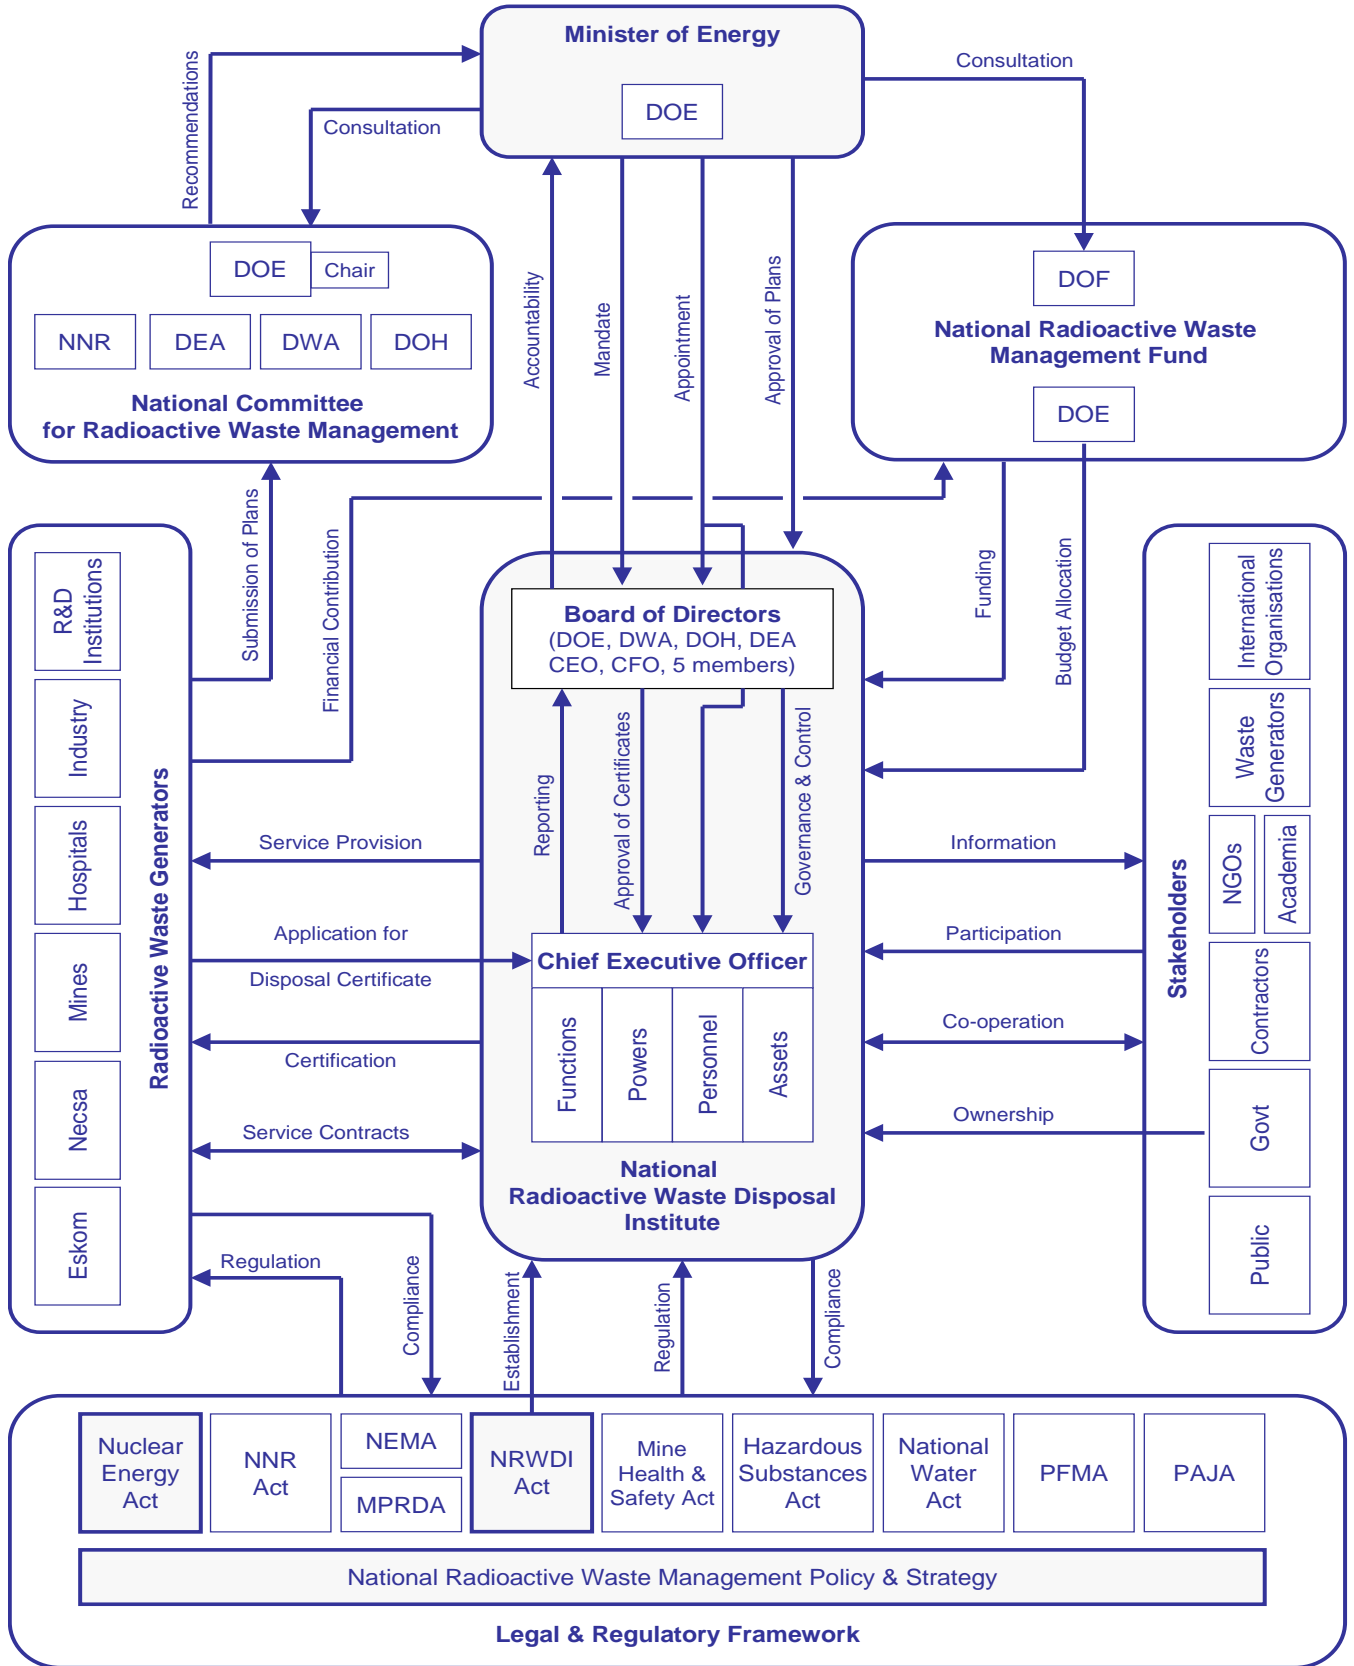 Minister of Energy
DOE
Recommendations
Consultation
Consultation
DOE
Chair
NNR
DEA
DWA
DOH
National Committee
for Radioactive Waste Management
Accountability
Mandate
Appointment
Approval of Plans
DOF
National Radioactive Waste
Management Fund
DOE
Submission of Plans
Financial Contribution
Funding
Budget Allocation
Radioactive Waste Generators
R&D
Institutions
Industry
Hospitals
Mines
Necsa
Eskom
Board of Directors
(DOE, DWA, DOH, DEA
CEO, CFO, 5 members)
Reporting
Approval of Certificates
Governance & Control
Service Provision
Application for
Disposal Certificate
Certification
Service Contracts
Chief Executive Officer
Functions
Powers
Personnel
Assets
National
Radioactive Waste Disposal
Institute
Information
Participation
Co-operation
Ownership
Stakeholders
International
Organisations
Waste
Generators
NGOs
Academia
Contractors
Govt
Public
Regulation
Compliance
Establishment
Regulation
Compliance
Nuclear
Energy
Act
NNR
Act
NEMA
MPRDA
NRWDI
Act
Mine
Health &
Safety Act
Hazardous
Substances
Act
National
Water
Act
PFMA
PAJA
National Radioactive Waste Management Policy & Strategy
Legal & Regulatory Framework